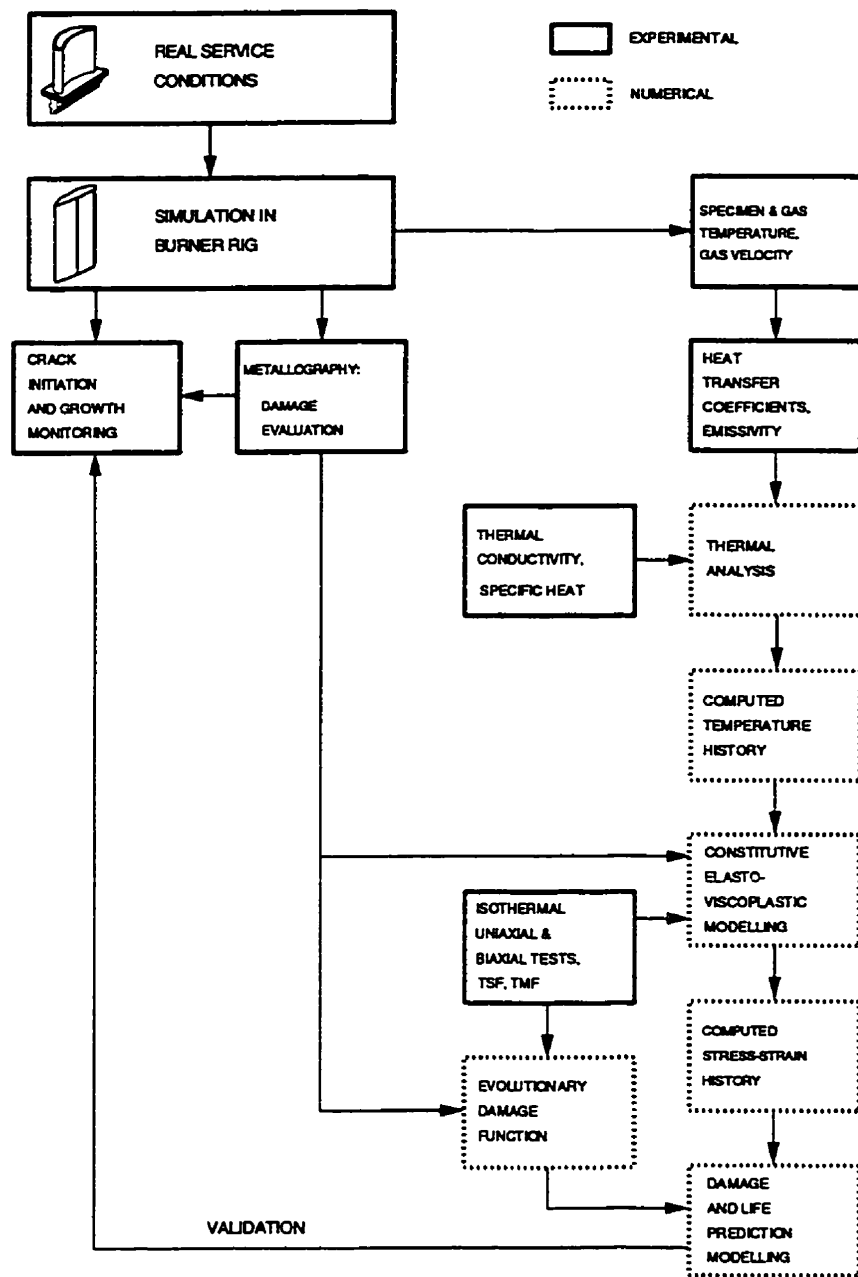 REAL SERVICE
CONDITIONS
EXPERIMENTAL
NUMERICAL
SIMULATION IN
BURNER RIG
SPECIMEN & GAS
TEMPERATURE,
GAS VELOCITY
CRACK
INITIATION
AND GROWTH
MONITORING
METALLOGRAPHY:
DAMAGE
EVALUATION
HEAT
TRANSFER
COEFFICIENTS,
EMISSIVITY
THERMAL
CONDUCTIVITY,
SPECIFIC HEAT
THERMAL
ANALYSIS
COMPUTED
TEMPERATURE
HISTORY
CONSTITUTIVE
ELASTO-
VISCOPLASTIC
MODELLING
ISOTHERMAL
UNIAXIAL &
BIAXIAL TESTS,
TSF, TMF
COMPUTED
STRESS-STRAIN
HISTORY
EVOLUTIONARY
DAMAGE
FUNCTION
DAMAGE
AND LIFE
PREDICTION
MODELLING
VALIDATION